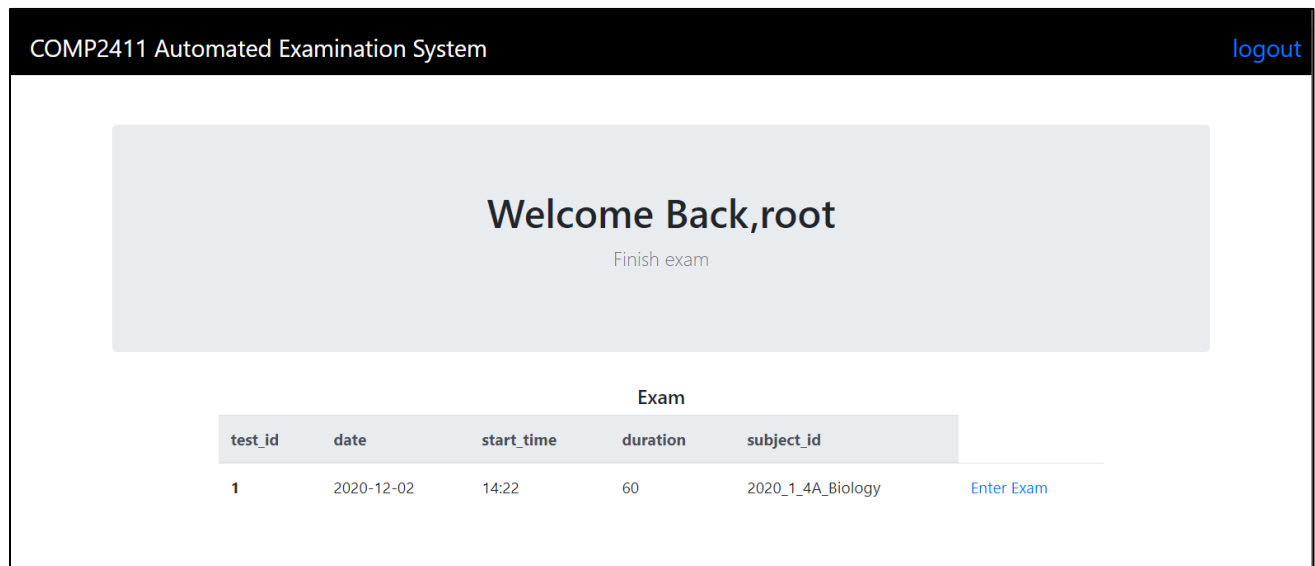 COMP2411 Automated Examination System logout
Welcome Back,root
Finish exam
Exam
test_id date start_time duration subject_id
1 2020-12-02 14:22 60 2020_1_4A_Biology Enter Exam